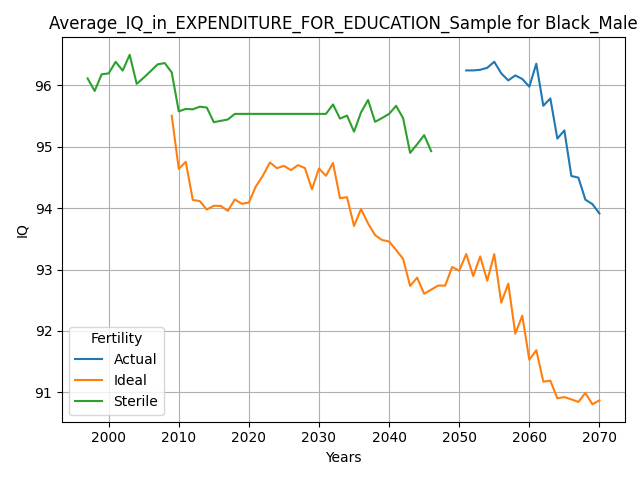 Average_IQ_in_EXPENDITURE_FOR_EDUCATION_Sample for Black_Male
96
95
94
93
92
91
IQ
Fertility
Actual
Ideal
Sterile
2000 2010 2020 2030 2040 2050 2060 2070
Years